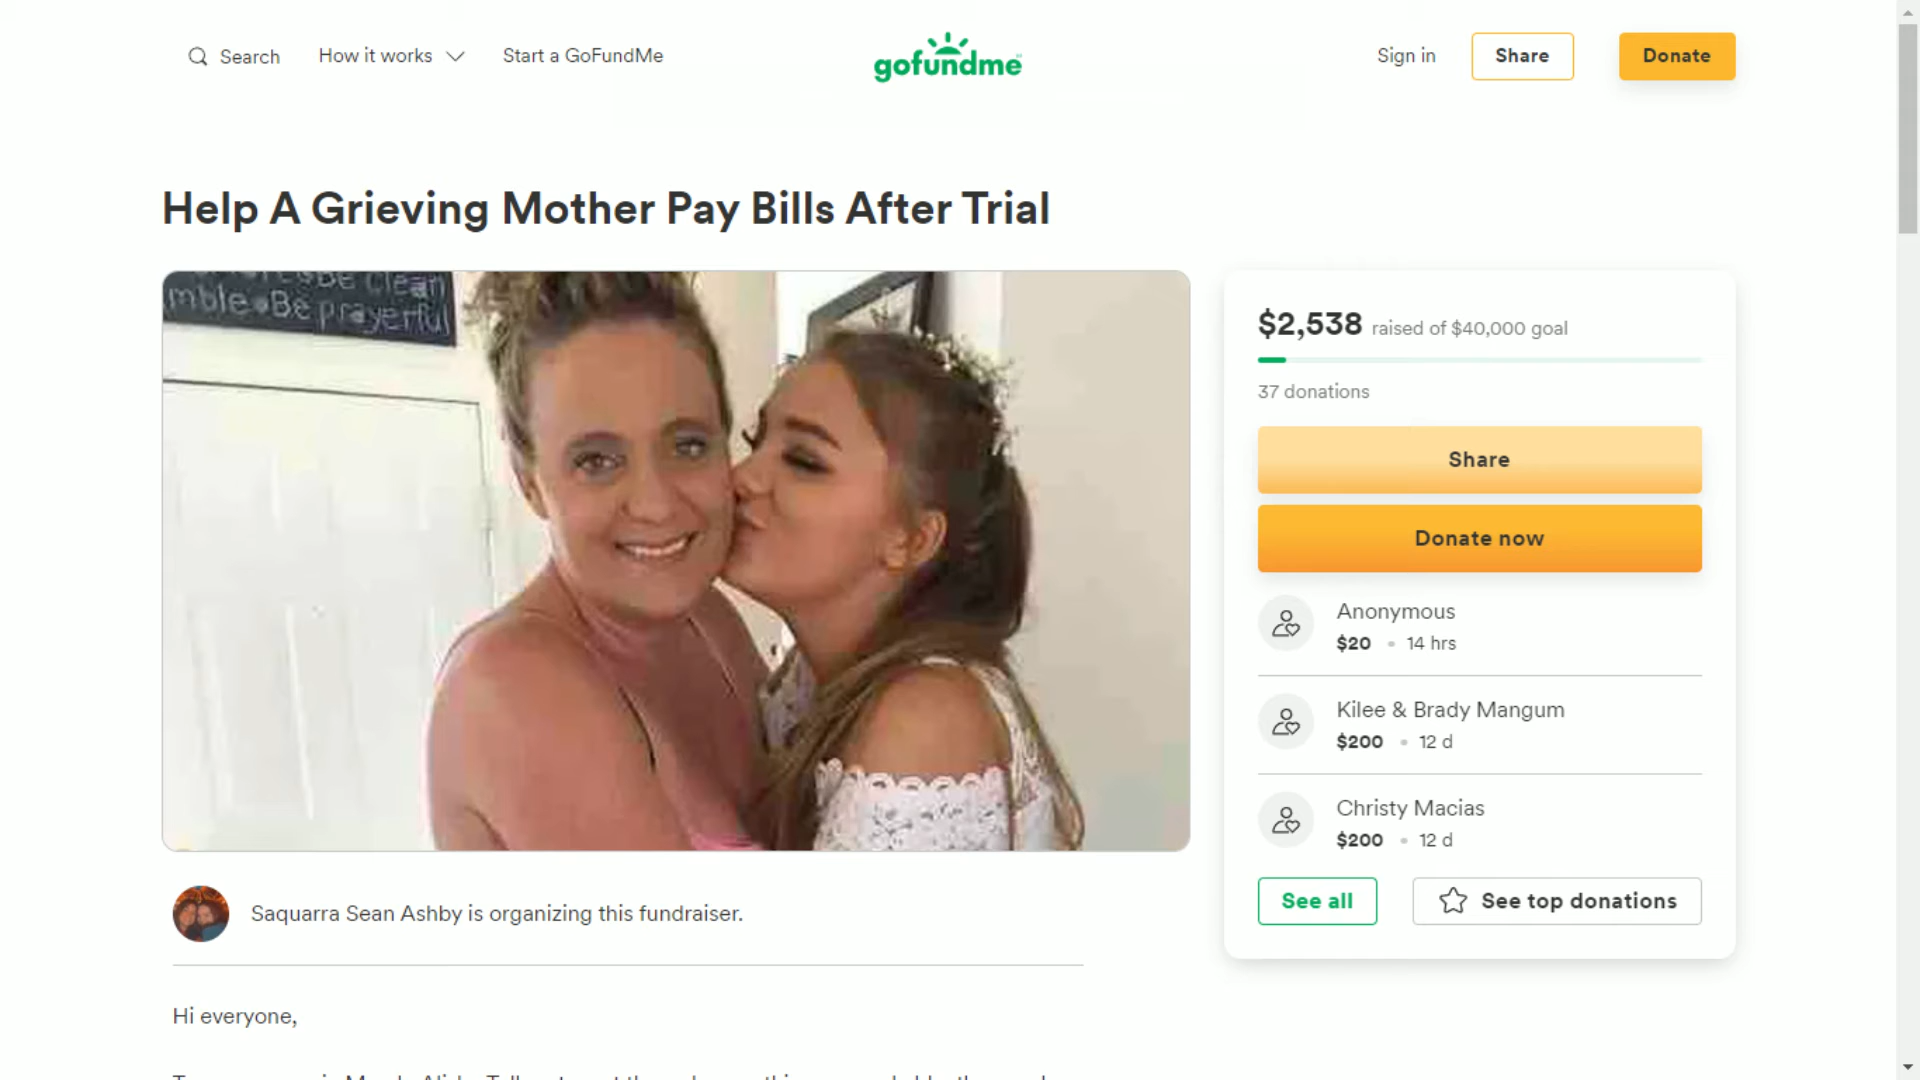 Search
How it works
Start a GoFundMe
gofundme
Sign in
Share
Donate
Help A Grieving Mother Pay Bills After Trial
Be clean
Be prayerful
$2,538 raised of $40,000 goal
37 donations
Share
Donate now
Anonymous
$20 • 14 hrs
Kilee & Brady Mangum
$200 • 12 d
Christy Macias
$200 • 12 d
See all
See top donations
Saquarra Sean Ashby is organizing this fundraiser.
Hi everyone,